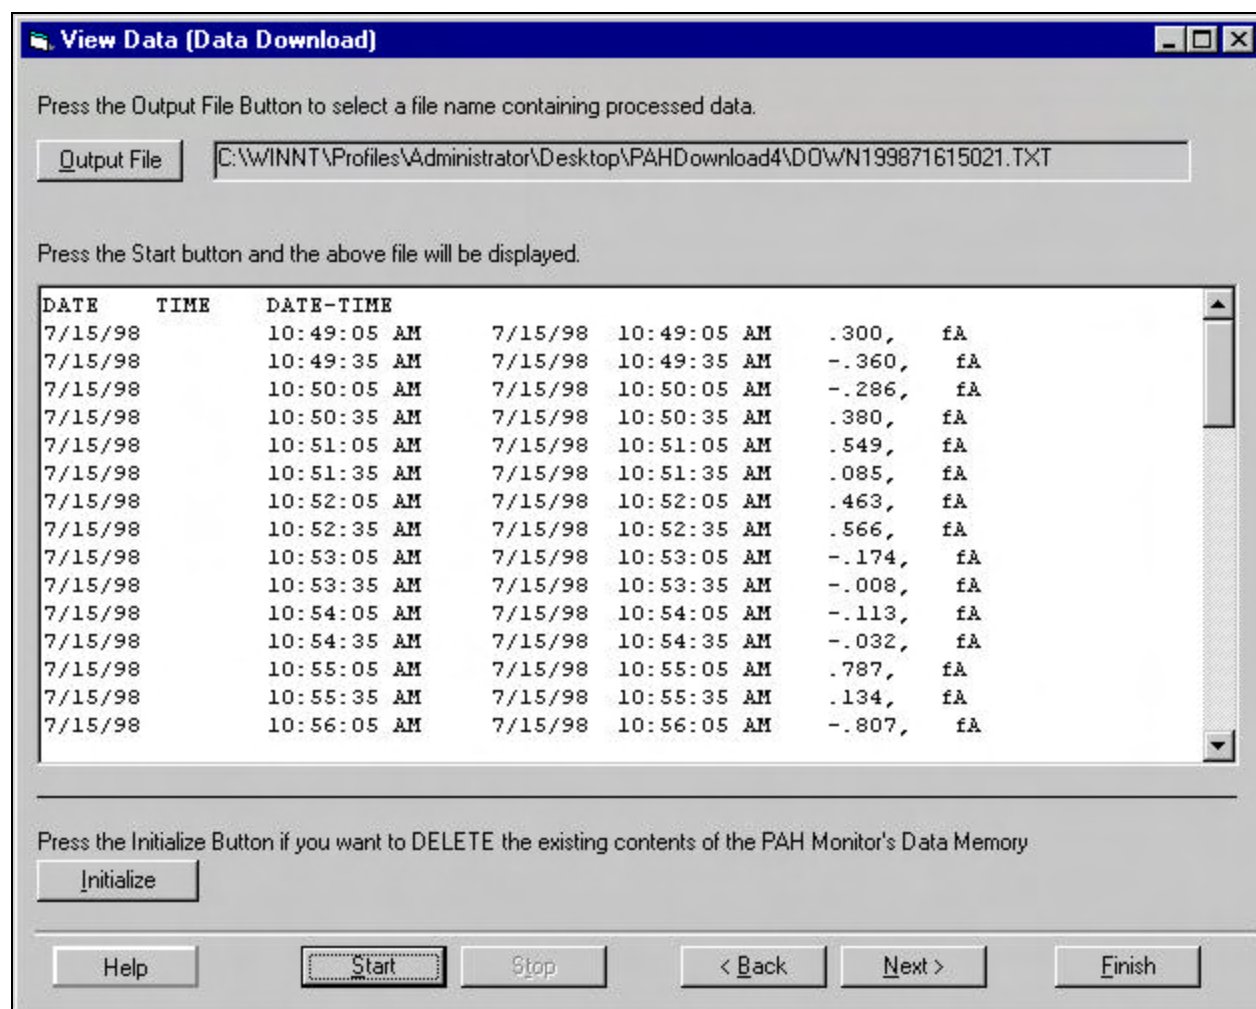 View Data (Data Download)
Press the Output File Button to select a file name containing processed data.
Output File C:\WINNT\Profiles\Administrator\Desktop\PAHDownload4\DOWN199871615021.TXT
Press the Start button and the above file will be displayed.
DATE TIME DATE-TIME
7/15/98 10:49:05 AM 7/15/98 10:49:05 AM .300, fA
7/15/98 10:49:35 AM 7/15/98 10:49:35 AM -.360, fA
7/15/98 10:50:05 AM 7/15/98 10:50:05 AM -.286, fA
7/15/98 10:50:35 AM 7/15/98 10:50:35 AM .380, fA
7/15/98 10:51:05 AM 7/15/98 10:51:05 AM .549, fA
7/15/98 10:51:35 AM 7/15/98 10:51:35 AM .085, fA
7/15/98 10:52:05 AM 7/15/98 10:52:05 AM .463, fA
7/15/98 10:52:35 AM 7/15/98 10:52:35 AM .566, fA
7/15/98 10:53:05 AM 7/15/98 10:53:05 AM -.174, fA
7/15/98 10:53:35 AM 7/15/98 10:53:35 AM -.008, fA
7/15/98 10:54:05 AM 7/15/98 10:54:05 AM -.113, fA
7/15/98 10:54:35 AM 7/15/98 10:54:35 AM -.032, fA
7/15/98 10:55:05 AM 7/15/98 10:55:05 AM .787, fA
7/15/98 10:55:35 AM 7/15/98 10:55:35 AM .134, fA
7/15/98 10:56:05 AM 7/15/98 10:56:05 AM -.807, fA
Press the Initialize Button if you want to DELETE the existing contents of the PAH Monitor's Data Memory
Initialize
Help Start Stop < Back Next > Finish